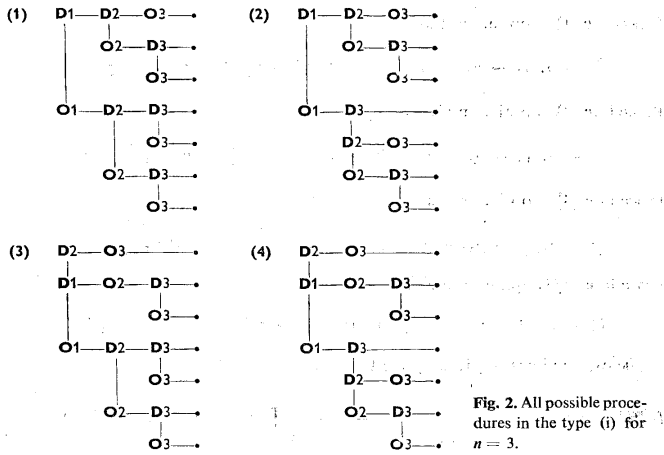 (1) D1 D2 O3
O2 D3
O3
O1 D2 D3
O3
O2 D3
O3
(2) D1 D2 O3
O2 D3
O3
O1 D3
D2 O3
O2 D3
O3
(3) D2 O3
D1 O2 D3
O3
O1 D2 D3
O3
O2 D3
O3
(4) D2 O3
D1 O2 D3
O3
O1 D3
D2 O3
O2 D3
O3
Fig. 2. All possible proce-
dures in the type (i) for
n = 3.